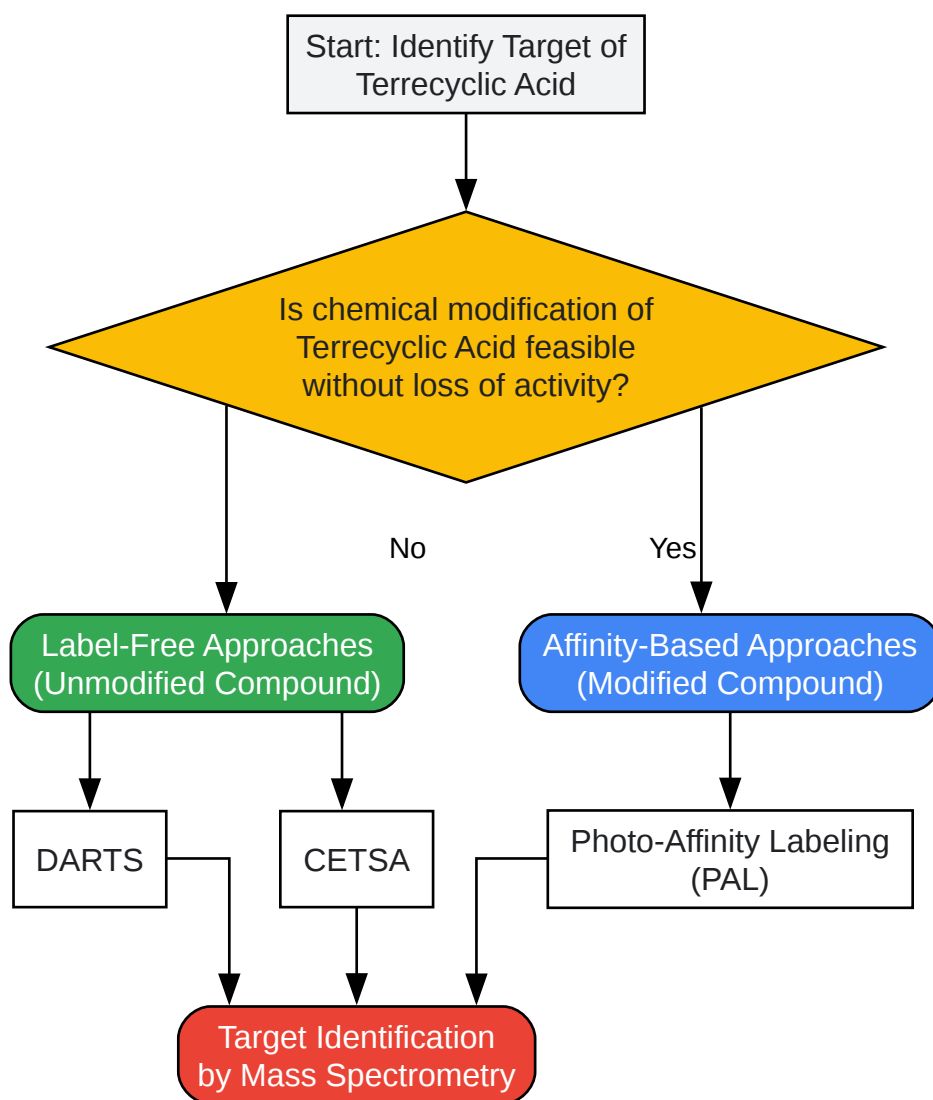 Start: Identify Target of
Terrecyclic Acid
Is chemical modification of
Terrecyclic Acid feasible
without loss of activity?
No
Yes
Label-Free Approaches
(Unmodified Compound)
Affinity-Based Approaches
(Modified Compound)
DARTS
CETSA
Photo-Affinity Labeling
(PAL)
Target Identification
by Mass Spectrometry